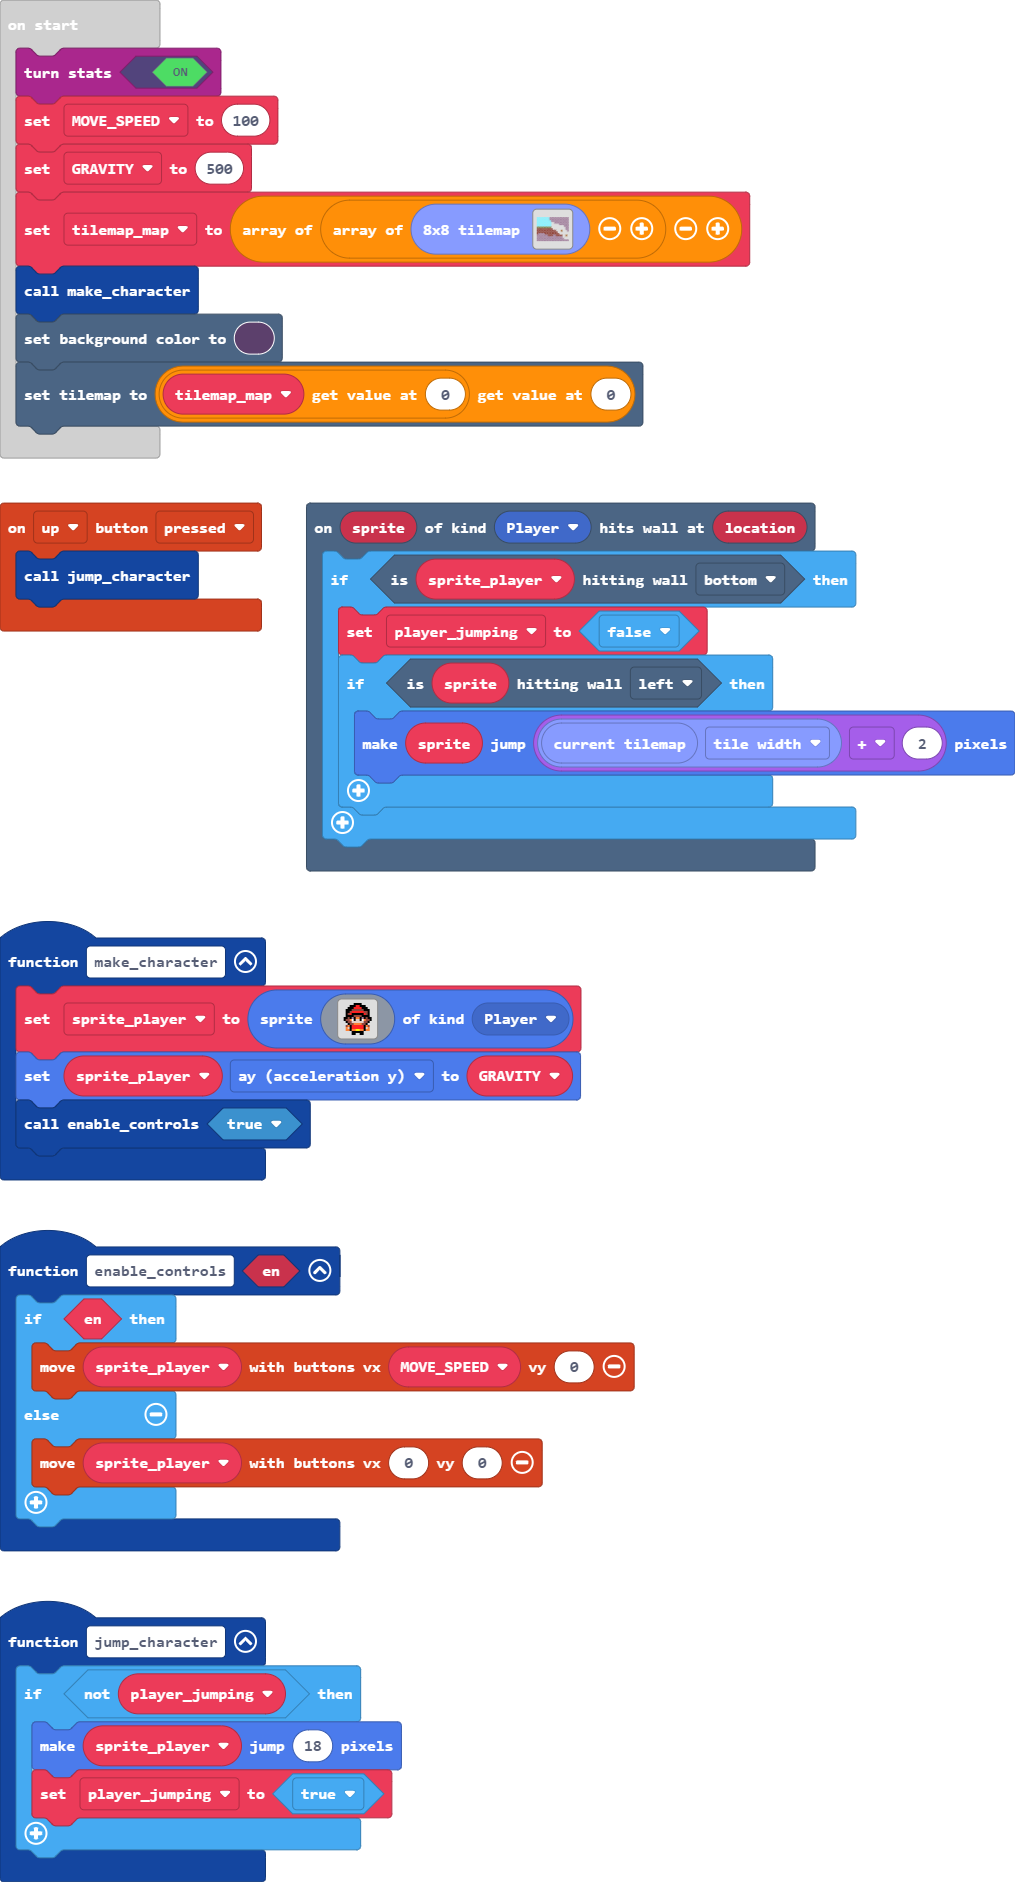 on start
turn stats ON
set MOVE_SPEED to 100
set GRAVITY to 500
set tilemap_map to array of array of 8x8 tilemap
call make_character
set background color to
set tilemap to tilemap_map get value at 0 get value at 0
on up button pressed
call jump_character
on sprite of kind Player hits wall at location
if is sprite_player hitting wall bottom then
set player_jumping to false
if is sprite hitting wall left then
make sprite jump current tilemap tile width + 2 pixels
function make_character
set sprite_player to sprite of kind Player
set sprite_player ay (acceleration y) to GRAVITY
call enable_controls true
function enable_controls en
if en then
move sprite_player with buttons vx MOVE_SPEED vy 0
else
move sprite_player with buttons vx 0 vy 0
function jump_character
if not player_jumping then
make sprite_player jump 18 pixels
set player_jumping to true